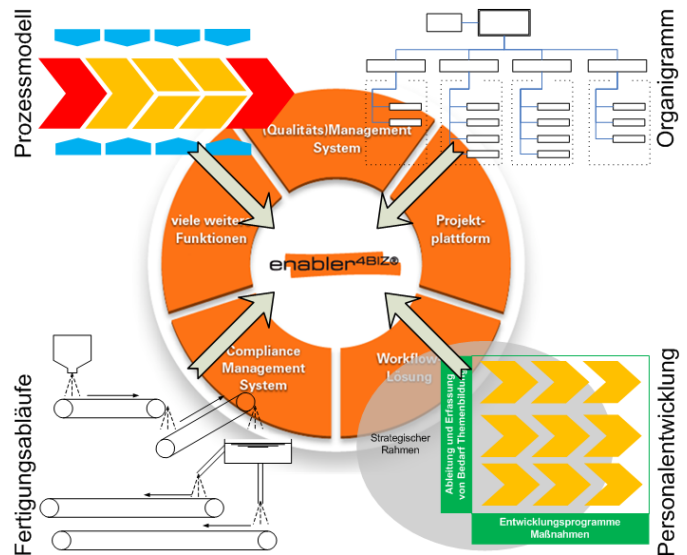 Prozessmodell
Organigramm
(Qualitäts)Management
System
viele weitere
Funktionen
Projekt-
plattform
enabler4BIZ®
Compliance
Management
System
Workflow
Lösung
Fertigungsabläufe
Strategischer
Rahmen
Ableitung und Erfassung
von Bedarf Themenbildung
Entwicklungsprogramme
Maßnahmen
Personalentwicklung